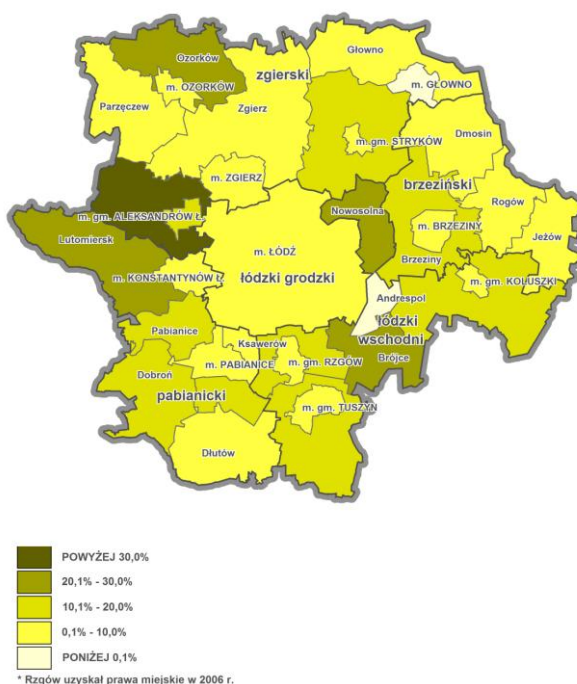 Ozorków
Głowno
zgierski
m. OZORKÓW
m. GŁOWNO
Parzęczew
Zgierz
Dmosin
m. gm. STRYKÓW
m. ZGIERZ
brzeziński
Rogów
m. gm. ALEKSANDRÓW Ł.
Nowosolna
m. BRZEZINY
Lutomiersk
Jeżów
m. ŁÓDŹ
Brzeziny
m. KONSTANTYNÓW Ł.
łódzki grodzki
m. gm. KOLUSZKI
Andrespol
łódzki
wschodni
Pabianice
Ksawerów
m. PABIANICE
m. gm. RZGÓW
Brójce
Dobroń
pabianicki
m. gm. TUSZYN
Dłutów
POWYŻEJ 30,0%
20,1% - 30,0%
10,1% - 20,0%
0,1% - 10,0%
PONIŻEJ 0,1%
* Rzgów uzyskał prawa miejskie w 2006 r.